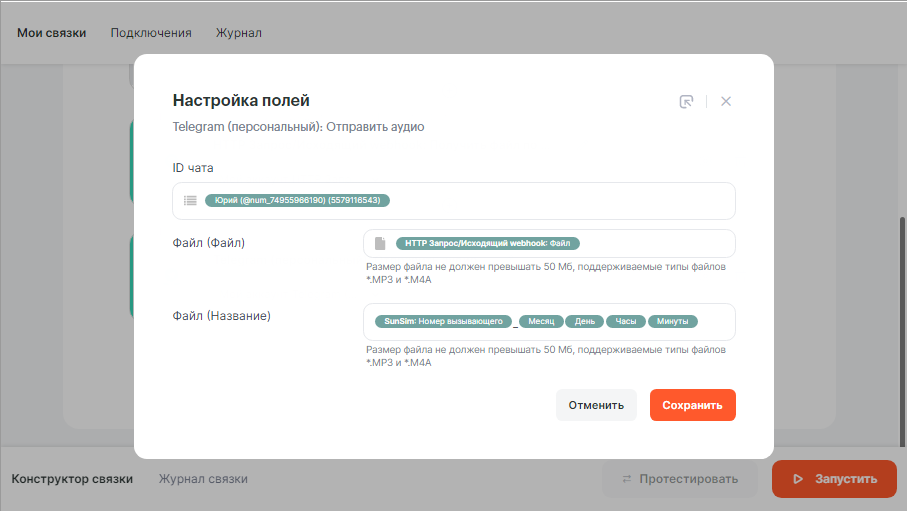 Мои связки Подключения Журнал
Настройка полей
Telegram (персональный): Отправить аудио
ID чата
Юрий (@num_74955966190) (5579116543)
Файл (Файл)
HTTP Запрос/Исходящий webhook: Файл
Размер файла не должен превышать 50 Мб, поддерживаемые типы файлов
*.MP3 и *.M4A
Файл (Название)
SunSim: Номер вызывающего _ Месяц День Часы Минуты
Размер файла не должен превышать 50 Мб, поддерживаемые типы файлов
*.MP3 и *.M4A
Отменить Сохранить
Конструктор связки Журнал связки Протестировать Запустить